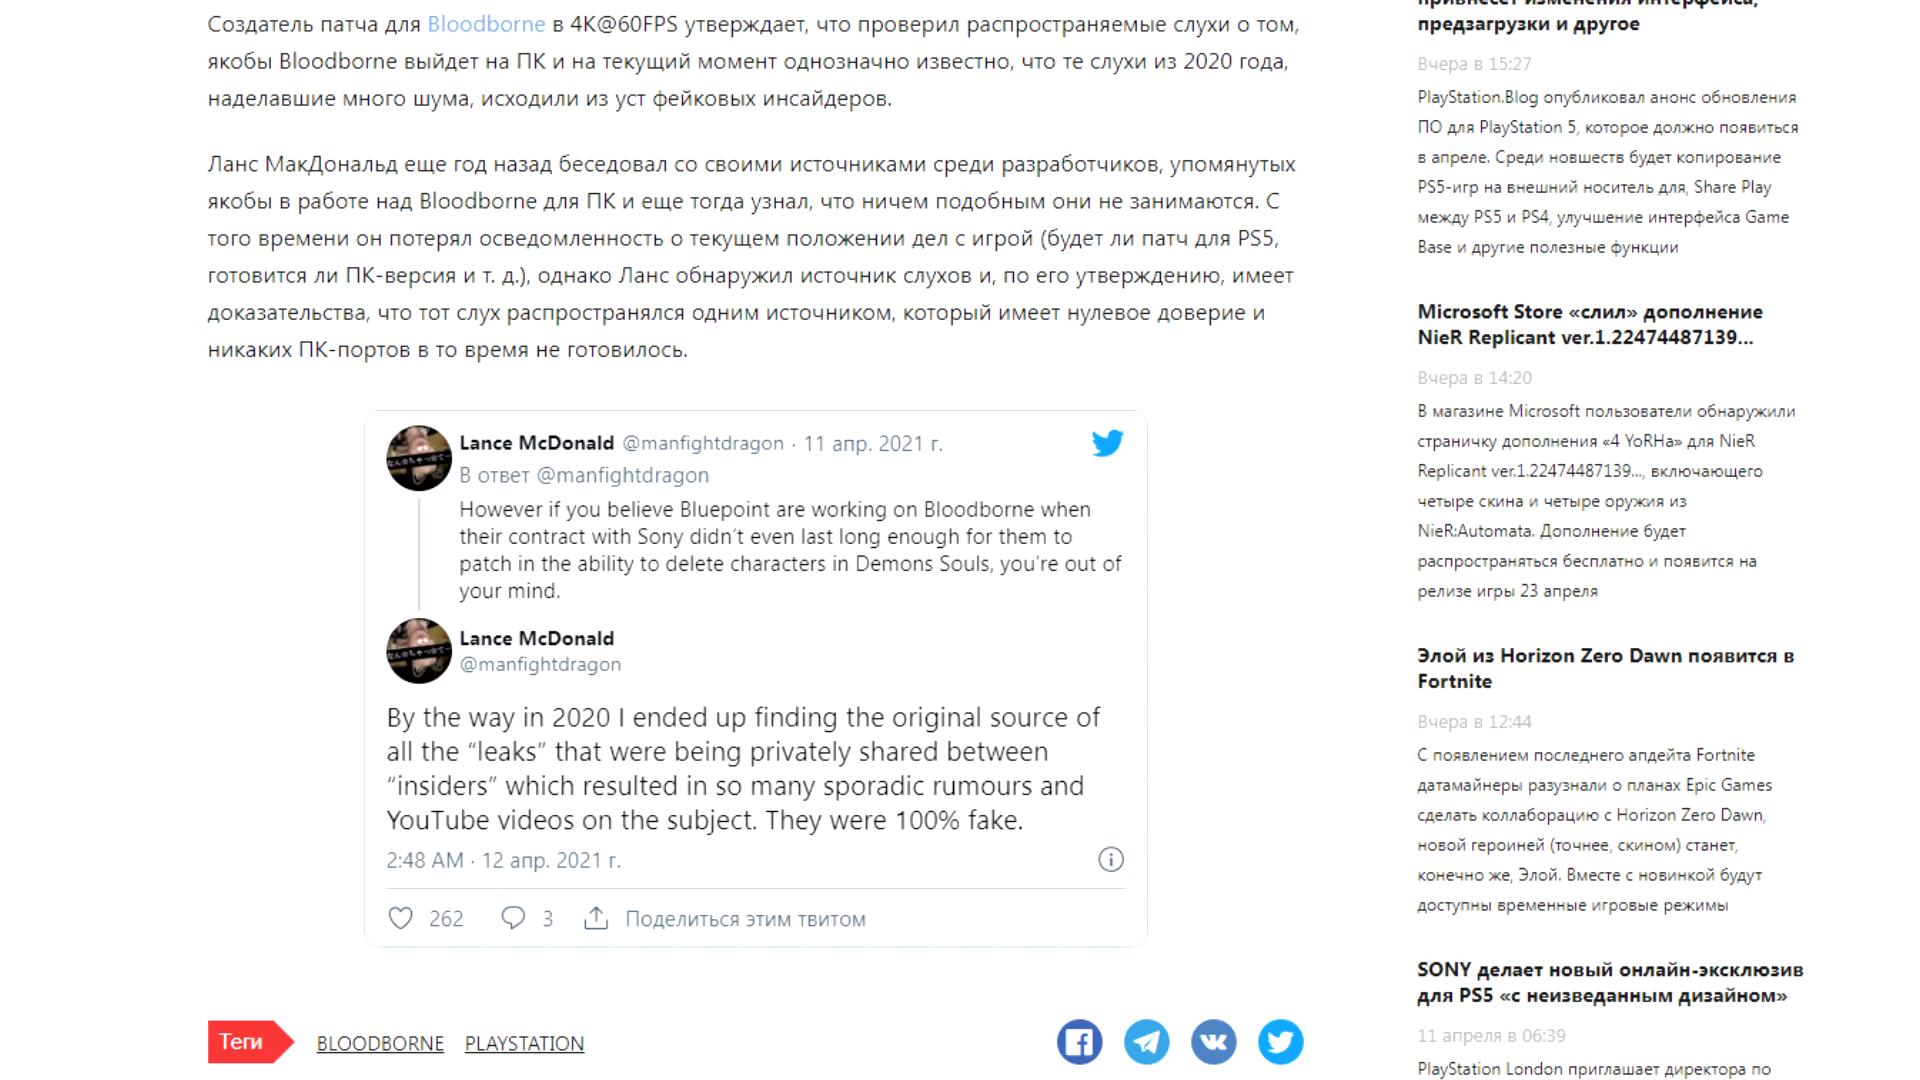 Создатель патча для Bloodborne в 4K@60FPS утверждает, что проверил распространяемые слухи о том,
якобы Bloodborne выйдет на ПК и на текущий момент однозначно известно, что те слухи из 2020 года,
наделавшие много шума, исходили из уст фейковых инсайдеров.
Ланс МакДональд еще год назад беседовал со своими источниками среди разработчиков, упомянутых
якобы в работе над Bloodborne для ПК и еще тогда узнал, что ничем подобным они не занимаются. С
того времени он потерял осведомленность о текущем положении дел с игрой (будет ли патч для PS5,
готовится ли ПК-версия и т. д.), однако Ланс обнаружил источник слухов и, по его утверждению, имеет
доказательства, что тот слух распространялся одним источником, который имеет нулевое доверие и
никаких ПК-портов в то время не готовилось.
Lance McDonald @manfightdragon · 11 апр. 2021 г.
В ответ @manfightdragon
However if you believe Bluepoint are working on Bloodborne when
their contract with Sony didn’t even last long enough for them to
patch in the ability to delete characters in Demons Souls, you’re out of
your mind.
Lance McDonald
@manfightdragon
By the way in 2020 I ended up finding the original source of
all the “leaks” that were being privately shared between
“insiders” which resulted in so many sporadic rumours and
YouTube videos on the subject. They were 100% fake.
2:48 AM · 12 апр. 2021 г.
262 3 Поделиться этим твитом
Теги BLOODBORNE PLAYSTATION
привнесет изменения интерфейса,
предзагрузки и другое
Вчера в 15:27
PlayStation.Blog опубликовал анонс обновления
ПО для PlayStation 5, которое должно появиться
в апреле. Среди новшеств будет копирование
PS5-игр на внешний носитель для, Share Play
между PS5 и PS4, улучшение интерфейса Game
Base и другие полезные функции
Microsoft Store «слил» дополнение
NieR Replicant ver.1.22474487139...
Вчера в 14:20
В магазине Microsoft пользователи обнаружили
страничку дополнения «4 YoRHa» для NieR
Replicant ver.1.22474487139..., включающего
четыре скина и четыре оружия из
NieR:Automata. Дополнение будет
распространяться бесплатно и появится на
релизе игры 23 апреля
Элой из Horizon Zero Dawn появится в
Fortnite
Вчера в 12:44
С появлением последнего апдейта Fortnite
датамайнеры разузнали о планах Epic Games
сделать коллаборацию с Horizon Zero Dawn,
новой героиней (точнее, скином) станет,
конечно же, Элой. Вместе с новинкой будут
доступны временные игровые режимы
SONY делает новый онлайн-эксклюзив
для PS5 «с неизведанным дизайном»
11 апреля в 06:39
PlayStation London приглашает директора по